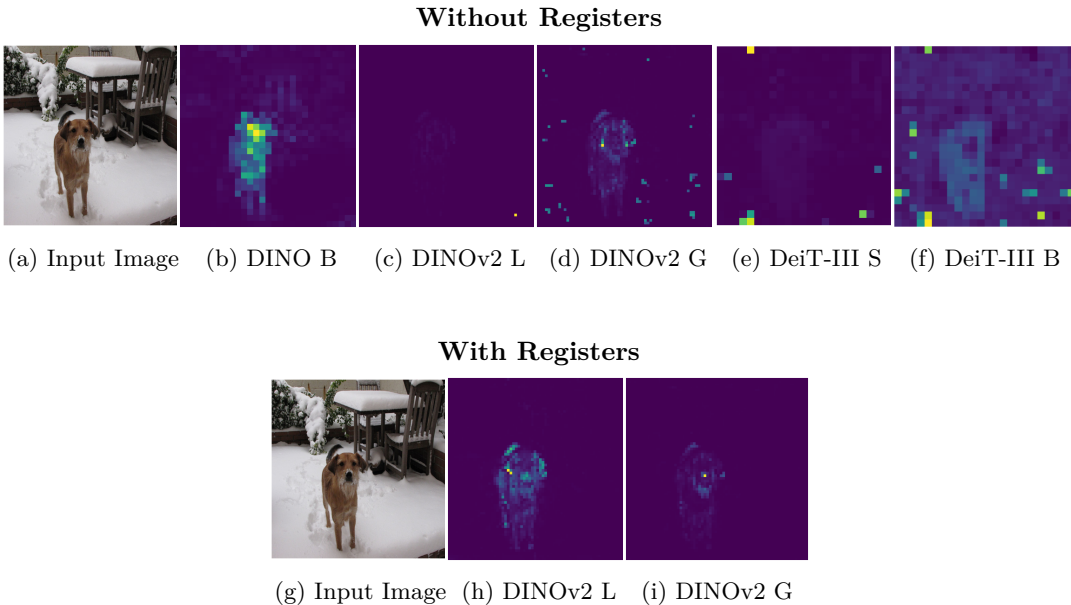 Without Registers
(a) Input Image (b) DINO B (c) DINOv2 L (d) DINOv2 G (e) DeiT-III S (f) DeiT-III B
With Registers
(g) Input Image (h) DINOv2 L (i) DINOv2 G